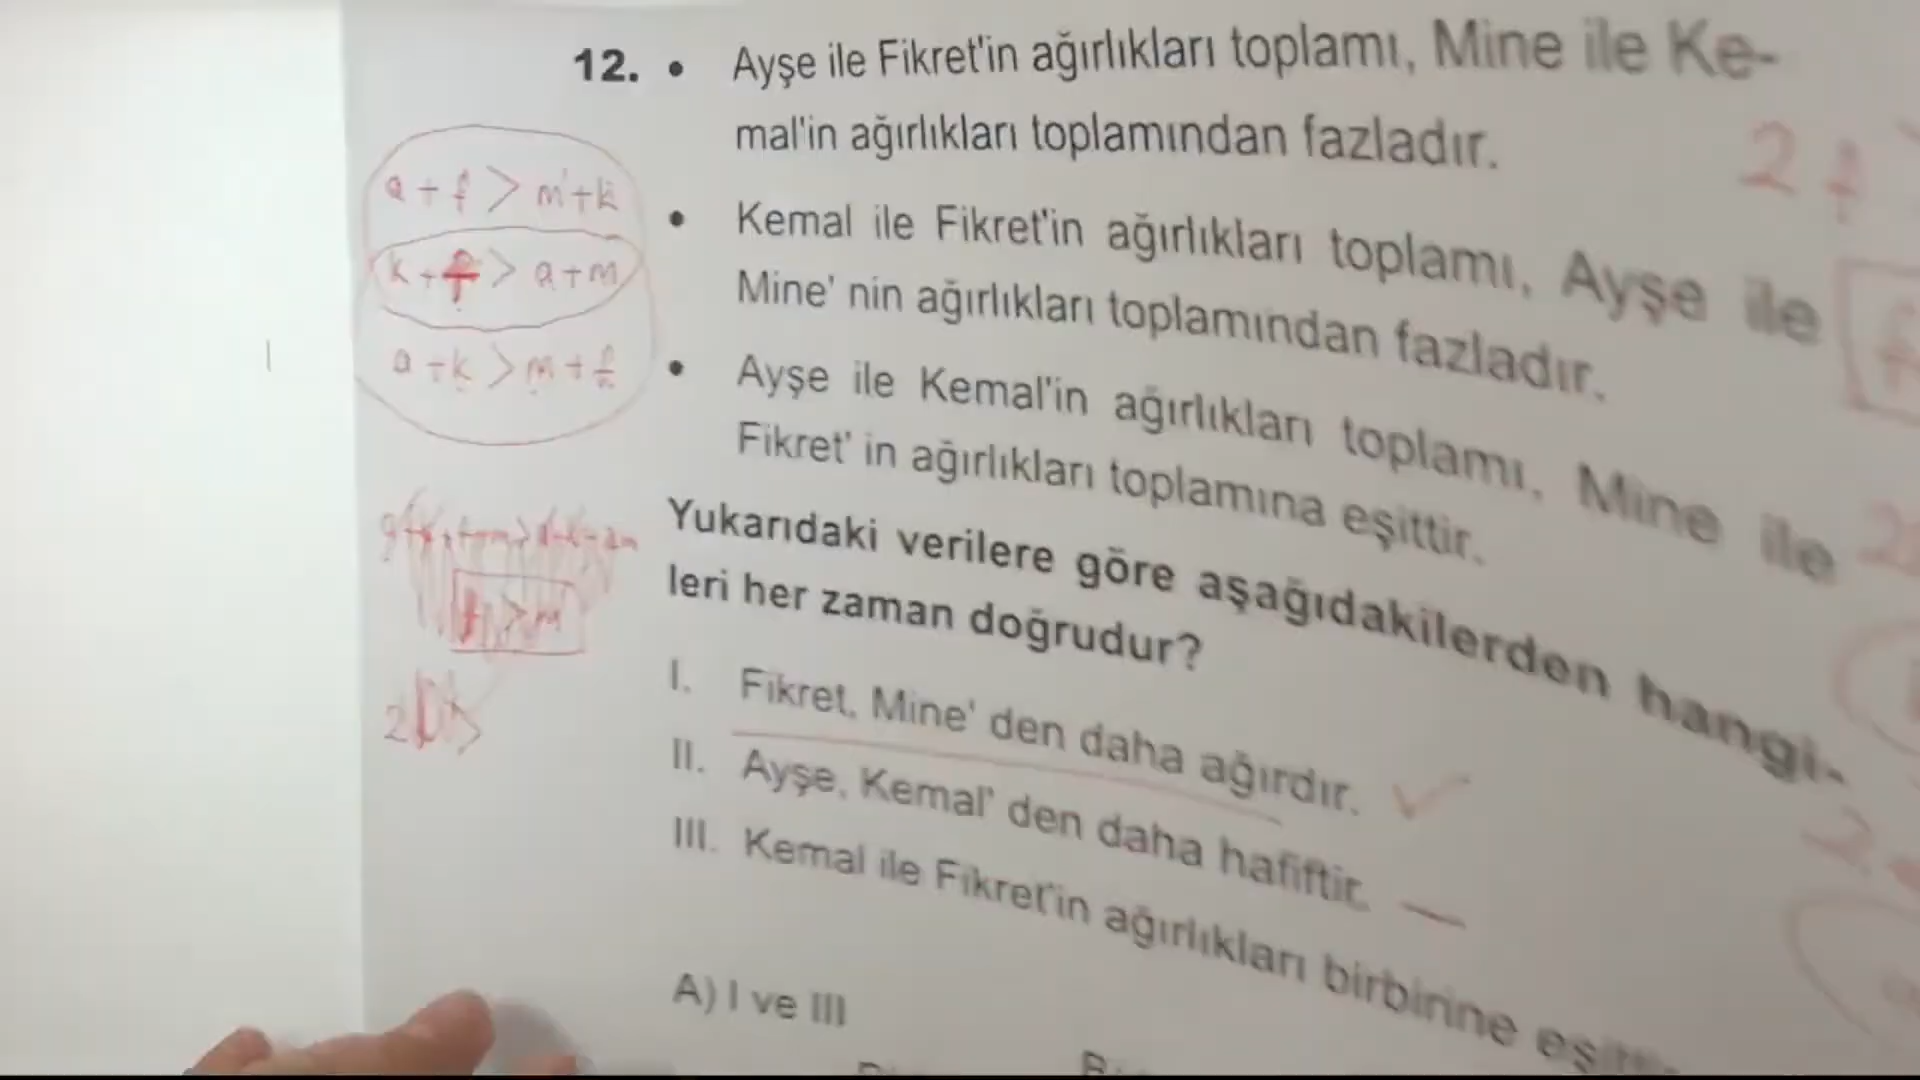 12. • Ayşe ile Fikret'in ağırlıkları toplamı, Mine ile Ke-
mal'in ağırlıkları toplamından fazladır.
• Kemal ile Fikret'in ağırlıkları toplamı, Ayşe ile
Mine' nin ağırlıkları toplamından fazladır.
• Ayşe ile Kemal'in ağırlıkları toplamı, Mine ile
Fikret' in ağırlıkları toplamına eşittir.
Yukarıdaki verilere göre aşağıdakilerden hangi-
leri her zaman doğrudur?
I. Fikret, Mine' den daha ağırdır.
II. Ayşe, Kemal' den daha hafiftir.
III. Kemal ile Fikret'in ağırlıkları birbirine
A) I ve III
a + f > m + k
k + f > a + m
a + k > m + f
f > m
2f